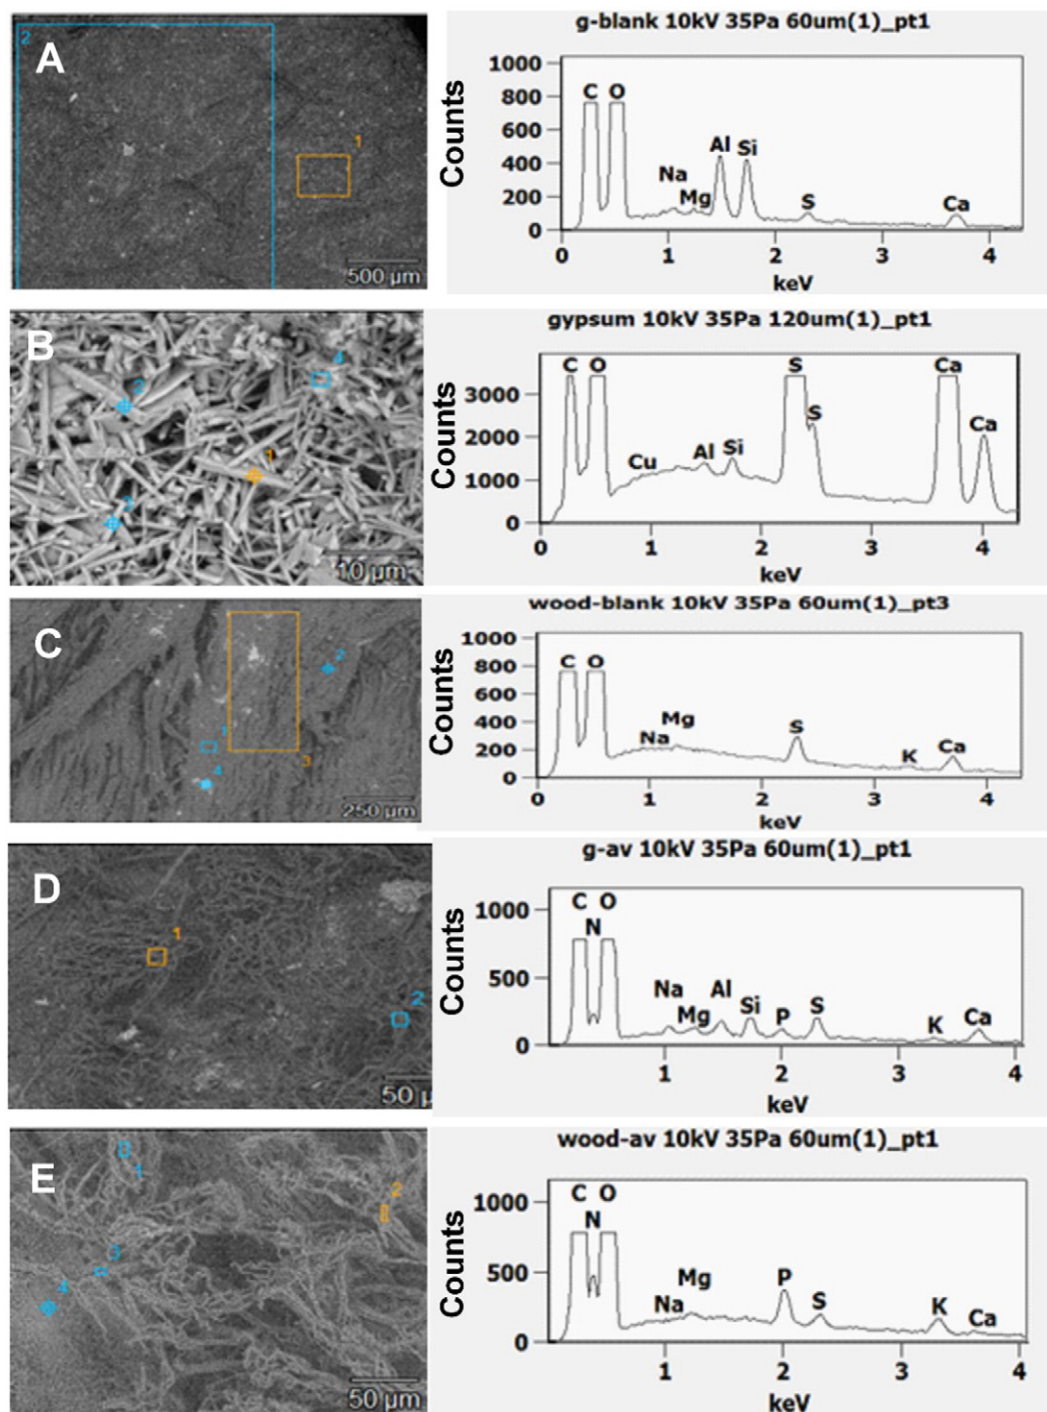 A
2
1
500 µm
g-blank 10kV 35Pa 60um(1)_pt1
Counts
1000
800
600
400
200
0
C O Na Mg Al Si S Ca
0 1 2 3 4
keV
B
4
2
1
3
10 µm
gypsum 10kV 35Pa 120um(1)_pt1
Counts
3000
2000
1000
0
C O Cu Al Si S S Ca Ca
0 1 2 3 4
keV
C
2
1
3
4
250 µm
wood-blank 10kV 35Pa 60um(1)_pt3
Counts
1000
800
600
400
200
0
C O Na Mg S K Ca
0 1 2 3 4
keV
D
1
2
50 µ
g-av 10kV 35Pa 60um(1)_pt1
Counts
1000
500
0
C N O Na Mg Al Si P S K Ca
1 2 3 4
keV
E
1
2
3
4
50 µm
wood-av 10kV 35Pa 60um(1)_pt1
Counts
1000
500
0
C N O Na Mg P S K Ca
1 2 3 4
keV